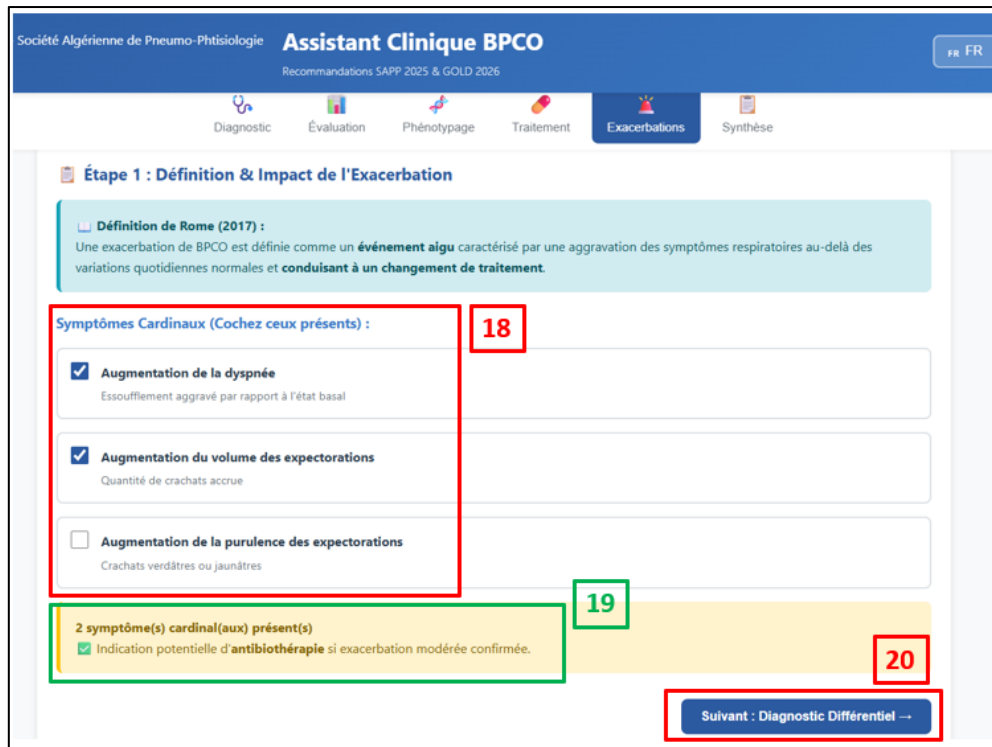 Société Algérienne de Pneumo-Phtisiologie
Assistant Clinique BPCO
Recommandations SAPP 2025 & GOLD 2026
FR FR
Diagnostic
Évaluation
Phénotypage
Traitement
Exacerbations
Synthèse
Étape 1 : Définition & Impact de l'Exacerbation
Définition de Rome (2017) :
Une exacerbation de BPCO est définie comme un événement aigu caractérisé par une aggravation des symptômes respiratoires au-delà des
variations quotidiennes normales et conduisant à un changement de traitement.
Symptômes Cardinaux (Cochez ceux présents) :
18
Augmentation de la dyspnée
Essoufflement aggravé par rapport à l'état basal
Augmentation du volume des expectorations
Quantité de crachats accrue
Augmentation de la purulence des expectorations
Crachats verdâtres ou jaunâtres
19
2 symptôme(s) cardinal(aux) présent(s)
Indication potentielle d'antibiothérapie si exacerbation modérée confirmée.
20
Suivant : Diagnostic Différentiel →